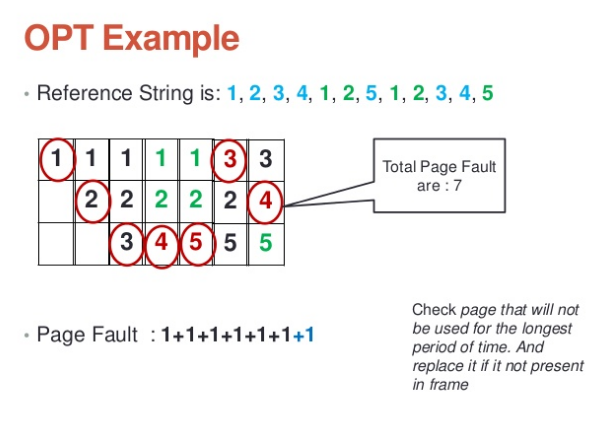 OPT Example
• Reference String is: 1, 2, 3, 4, 1, 2, 5, 1, 2, 3, 4, 5
1 1 1 1 1 3 3
2 2 2 2 2 4
3 4 5 5 5
Total Page Fault
are : 7
• Page Fault : 1+1+1+1+1+1+1
Check page that will not
be used for the longest
period of time. And
replace it if it not present
in frame